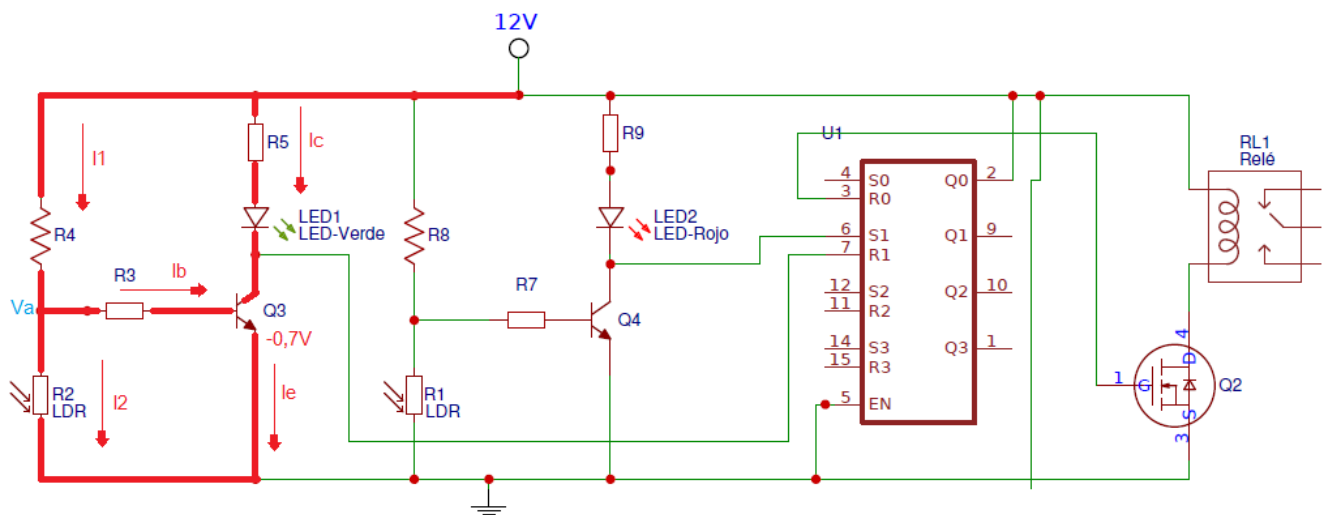 12V
I1
R5
Ic
R9
U1
RL1
Relé
4 S0 Q0 2
3 R0
R4
LED1
LED-Verde
R8
LED2
LED-Rojo
6 S1 Q1 9
7 R1
R3
Ib
R7
12 S2 Q2 10
11 R2
Va
Q3
Q4
-0,7V
14 S3 Q3 1
15 R3
4
D
1 G
Q2
S
3
R2
LDR
I2
Ie
R1
LDR
5 EN